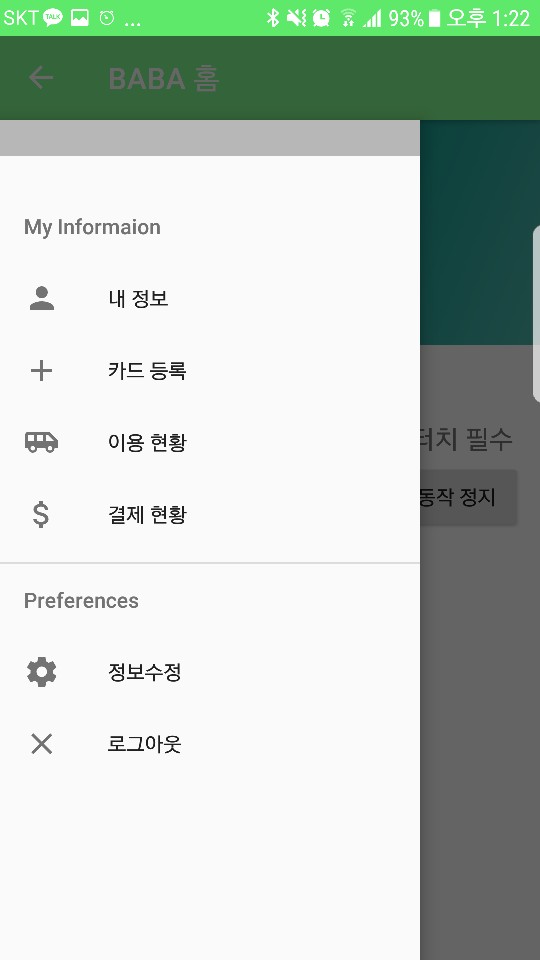 SKT TALK ... 93% 오후 1:22
BABA 홈
My Informaion
내 정보
카드 등록
이용 현황
터치 필수
동작 정지
결제 현황
Preferences
정보수정
로그아웃